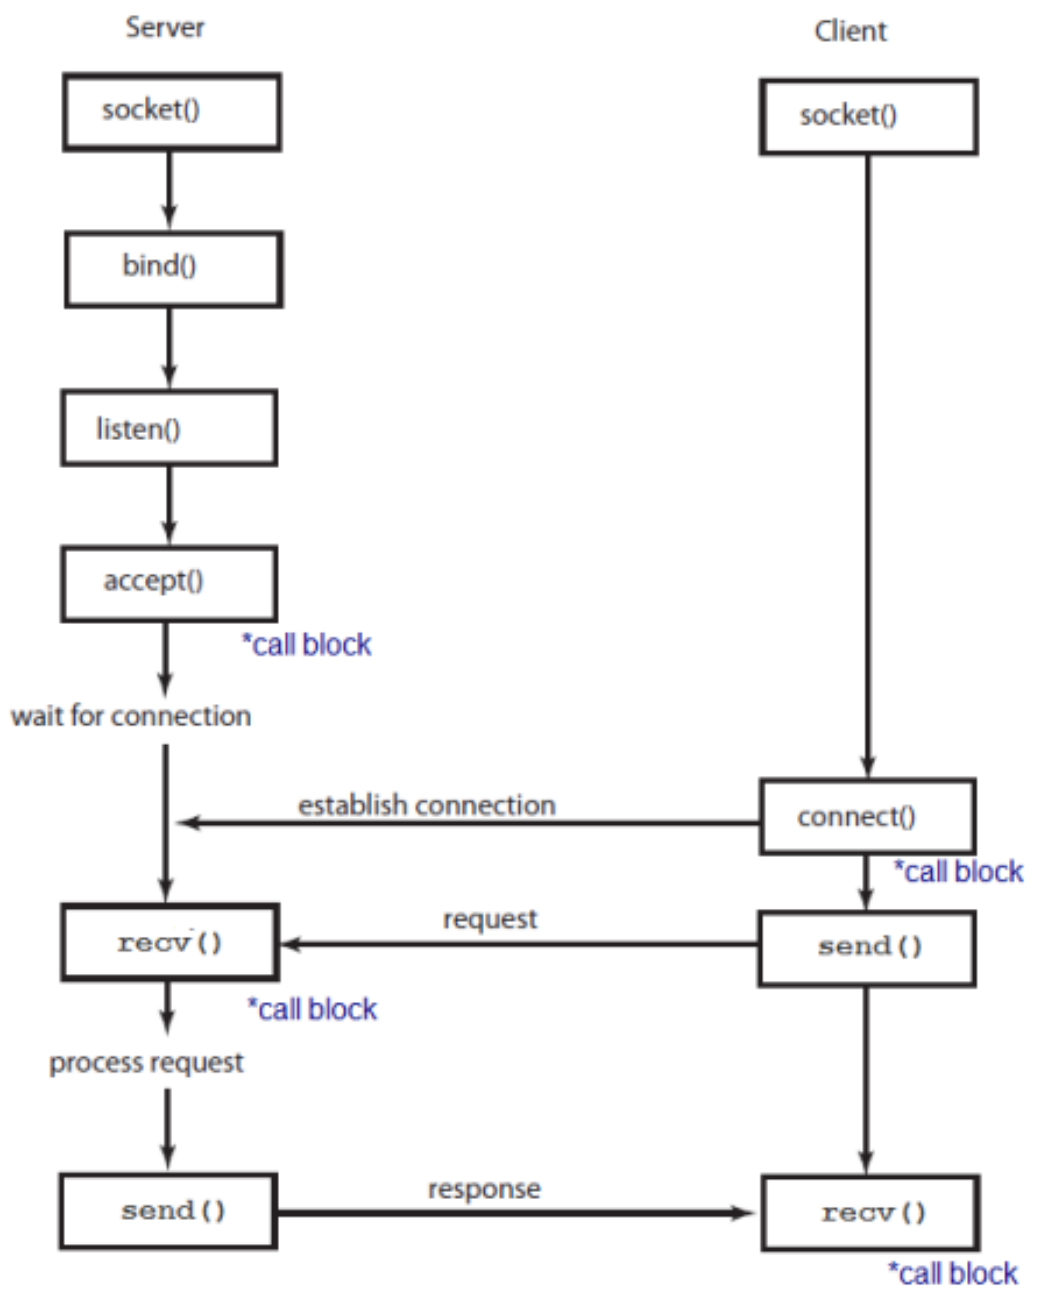 Server
Client
socket()
socket()
bind()
listen()
accept()
*call block
wait for connection
establish connection
connect()
*call block
request
recv()
send()
*call block
process request
response
send()
recv()
*call block